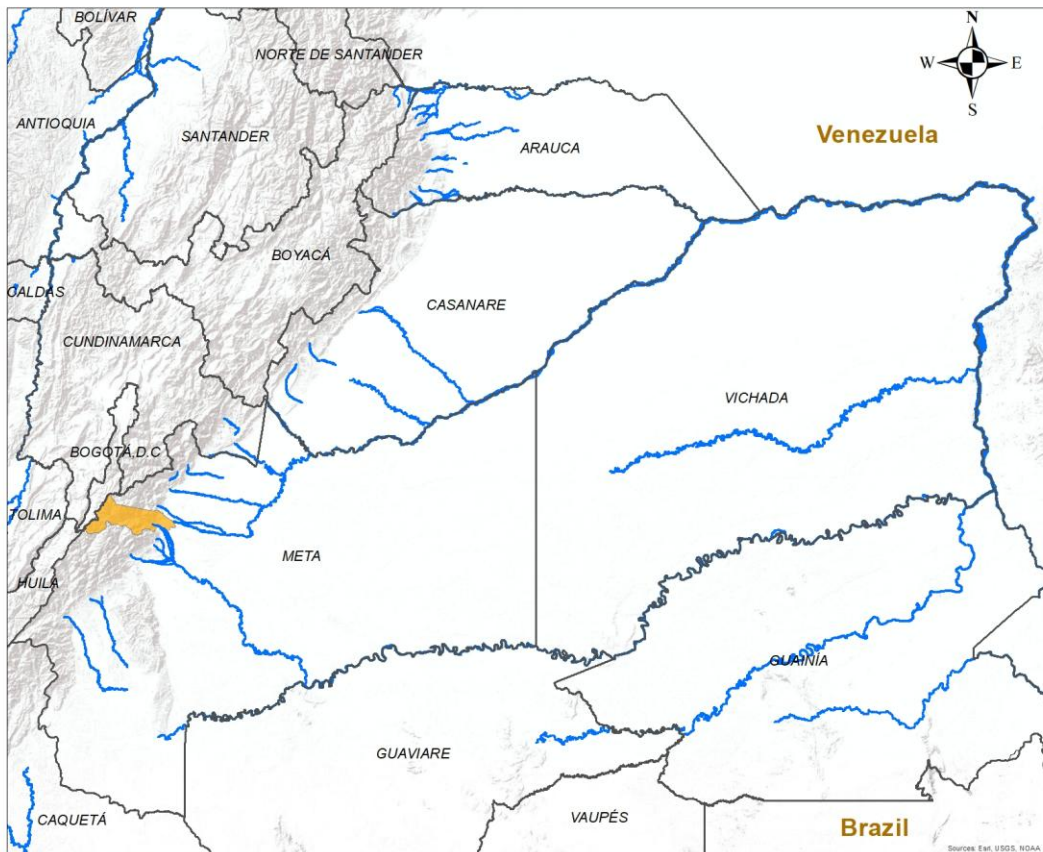 BOLÍVAR
N
NORTE DE SANTANDER
W
E
S
ANTIOQUIA
SANTANDER
ARAUCA
Venezuela
BOYACÁ
CALDAS
CASANARE
CUNDINAMARCA
VICHADA
BOGOTÁ.D.C
TOLIMA
META
HUILA
GUAINÍA
GUAVIARE
CAQUETÁ
VAUPÉS
Brazil
Sources: Esri, USGS, NOAA